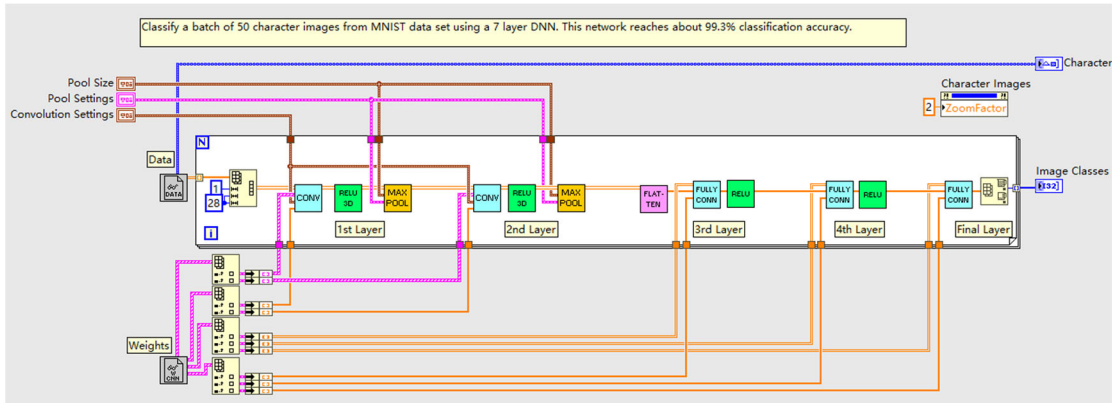 Classify a batch of 50 character images from MNIST data set using a 7 layer DNN. This network reaches about 99.3% classification accuracy.
Character
Pool Size
Pool Settings
Convolution Settings
Character Images
2
ZoomFactor
N
Data
DATA
1
28
CONV
RELU 3D
MAX POOL
CONV
RELU 3D
MAX POOL
FLAT-TEN
FULLY CONN
RELU
FULLY CONN
RELU
FULLY CONN
Image Classes
I32
i
1st Layer
2nd Layer
3rd Layer
4th Layer
Final Layer
Weights
W
CNN